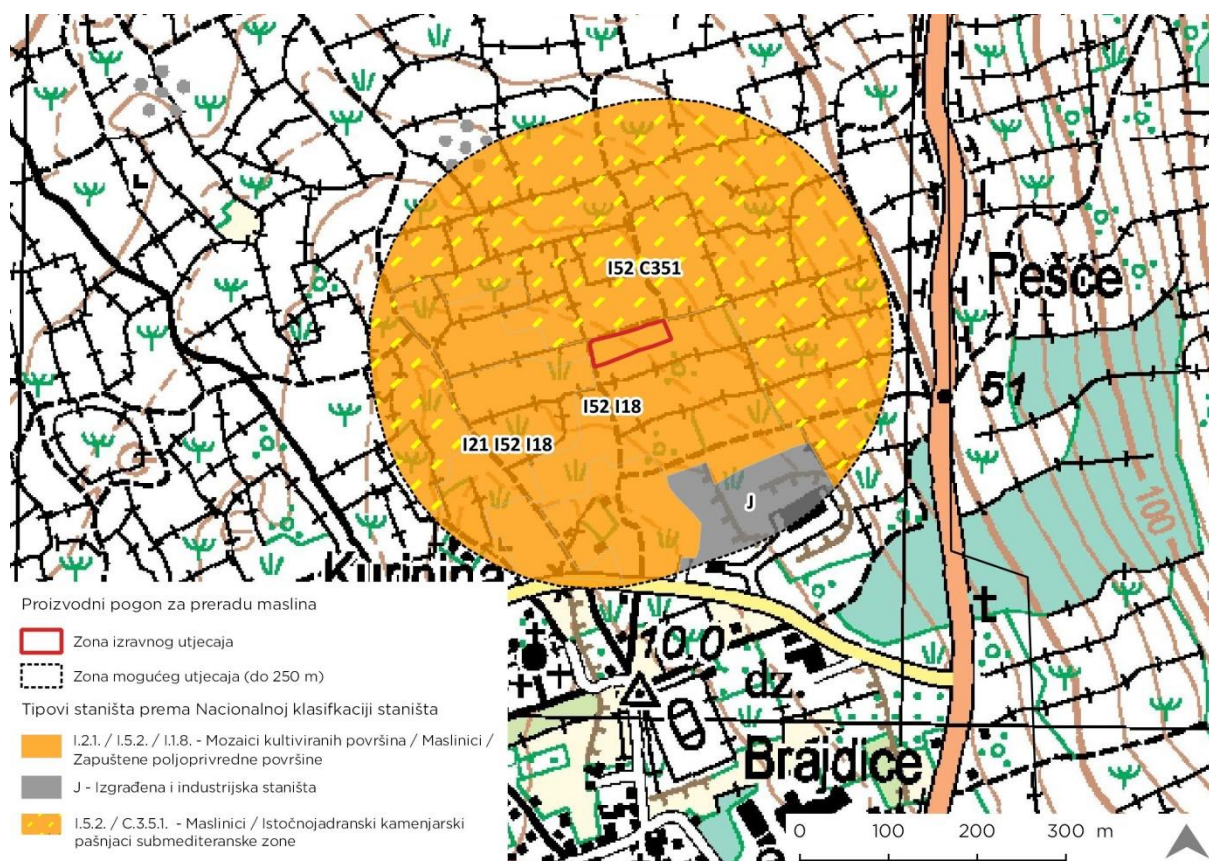 I52 C351
Pešće
51
I52 I18
I21 I52 I18
J
100
Kurinina
10.0
dz.
Brajdice
Proizvodni pogon za preradu maslina
Zona izravnog utjecaja
Zona mogućeg utjecaja (do 250 m)
Tipovi staništa prema Nacionalnoj klasifkaciji staništa
I.2.1. / I.5.2. / I.1.8. - Mozaici kultiviranih površina / Maslinici /
Zapuštene poljoprivredne površine
J - Izgrađena i industrijska staništa
I.5.2. / C.3.5.1. - Maslinici / Istočnojadranski kamenjarski
pašnjaci submediteranske zone
0 100 200 300 m